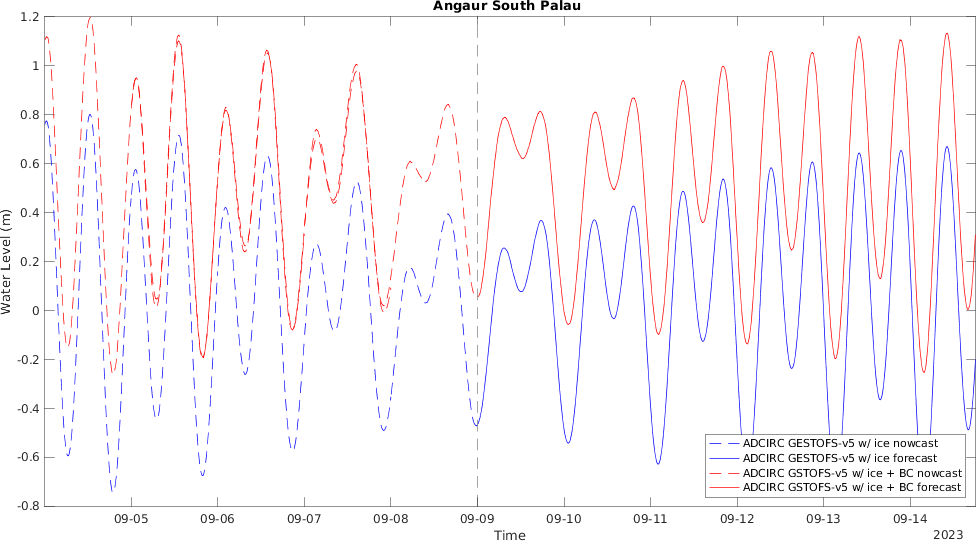 Angaur South Palau
1.2
1
0.8
0.6
0.4
0.2
0
-0.2
-0.4
-0.6
-0.8
Water Level (m)
ADCIRC GESTOFS-v5 w/ ice nowcast
ADCIRC GESTOFS-v5 w/ ice forecast
ADCIRC GSTOFS-v5 w/ ice + BC nowcast
ADCIRC GSTOFS-v5 w/ ice + BC forecast
09-05 09-06 09-07 09-08 09-09 09-10 09-11 09-12 09-13 09-14
Time
2023